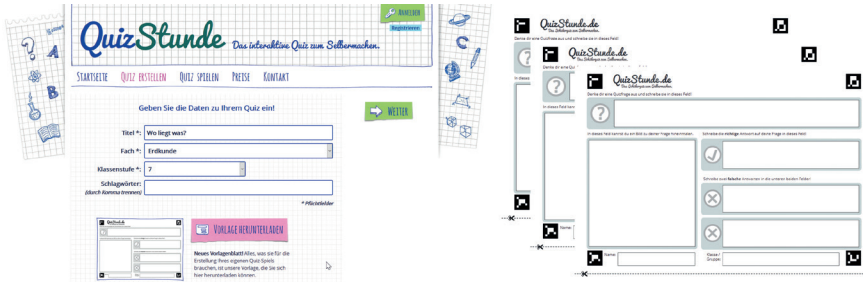 Anmelden
Registrieren
QuizStunde Das interaktive Quiz zum Selbermachen.
Startseite Quiz erstellen Quiz spielen Preise Kontakt
Geben Sie die Daten zu Ihrem Quiz ein!
Weiter
Titel *: Wo liegt was?
Fach *: Erdkunde
Klassenstufe *: 7
Schlagwörter:
(durch Komma trennen)
* Pflichtfelder
Vorlage herunterladen
Neues Vorlagenblatt! Alles, was sie für die
Erstellung Ihres eigenen Quiz-Spiels
brauchen, ist unsere Vorlage, die Sie sich
hier herunterladen können.
QuizStunde.de
QuizStunde.de
QuizStunde.de
Denke dir eine Quizfrage aus und schreibe sie in dieses Feld!
In dieses Feld kannst du ein Bild zu deiner Frage hineinmalen.
Schreibe die richtige Antwort auf deine Frage in dieses Feld!
Schreibe zwei falsche Antworten in die unteren beiden Felder!
Name:
Klasse /
Gruppe: